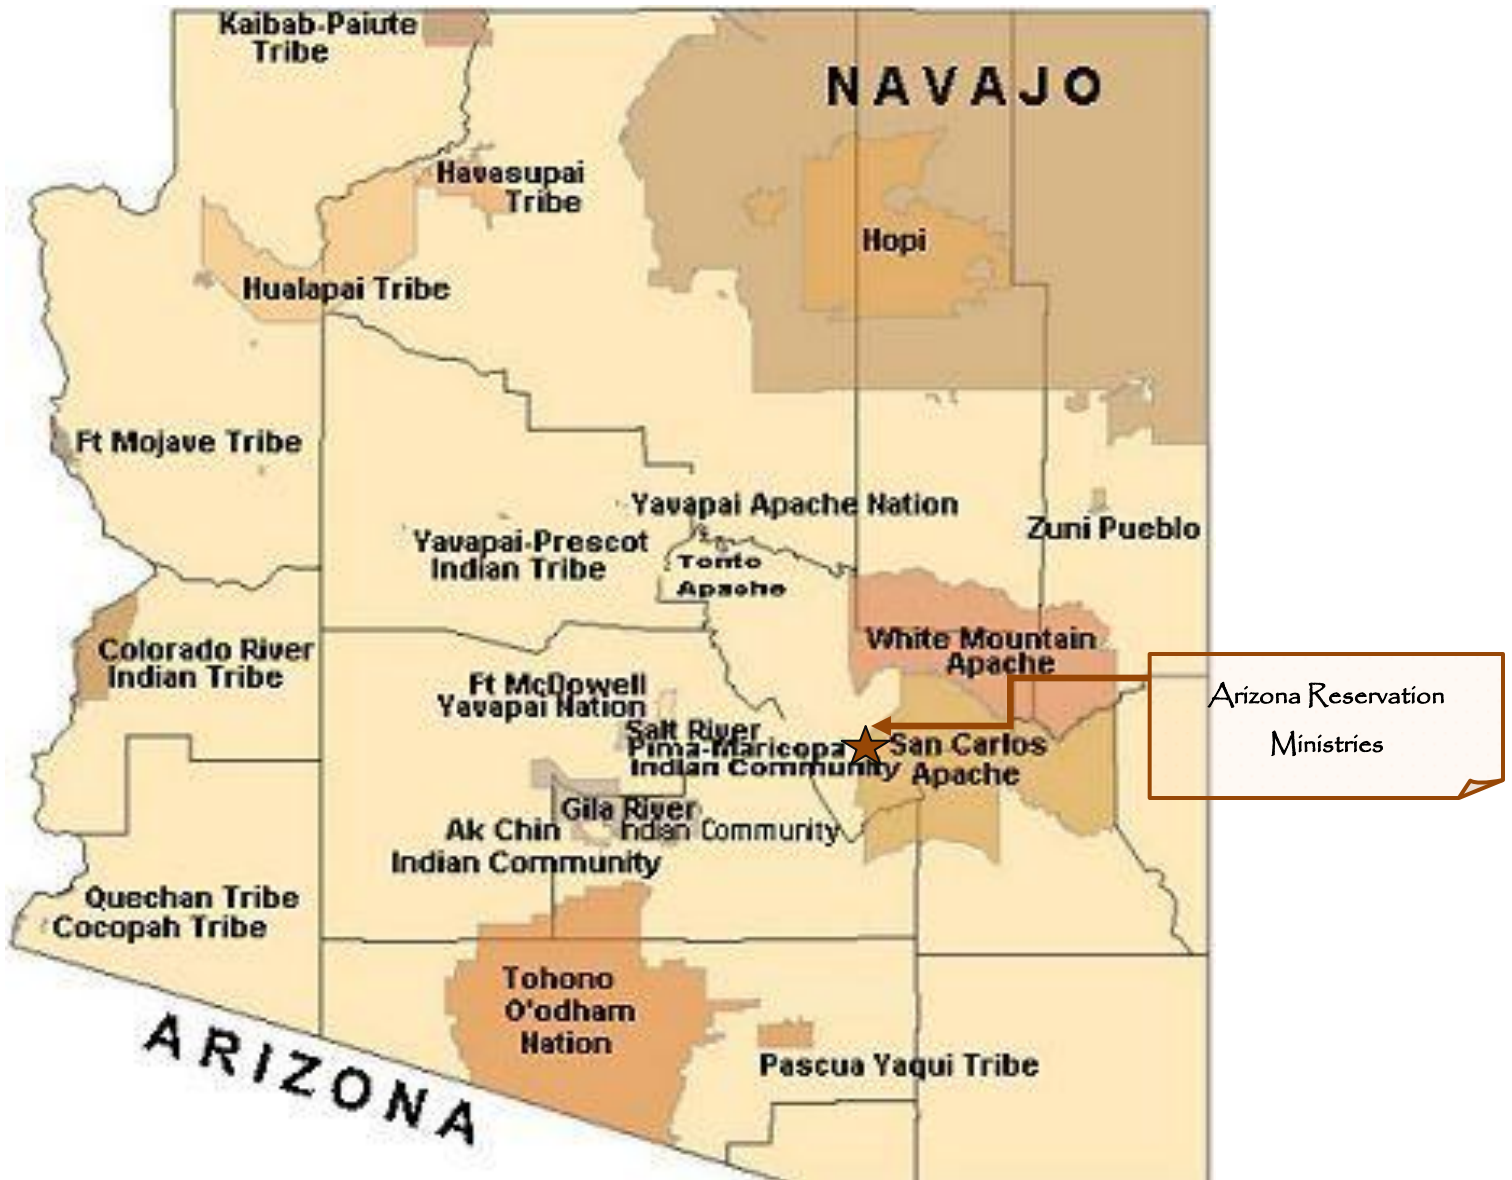 Kaibab-Paiute
Tribe
NAVAJO
Havasupai
Tribe
Hopi
Hualapai Tribe
Ft Mojave Tribe
Yavapai Apache Nation
Zuni Pueblo
Yavapai-Prescot
Indian Tribe
Tonto
Apache
White Mountain
Apache
Colorado River
Indian Tribe
Ft McDowell
Yavapai Nation
Arizona Reservation
Ministries
Salt River
Pima-Maricopa
Indian Community
San Carlos
Apache
Gila River
Indian Community
Ak Chin
Indian Community
Quechan Tribe
Cocopah Tribe
Tohono
O'odham
Nation
Pascua Yaqui Tribe
ARIZONA